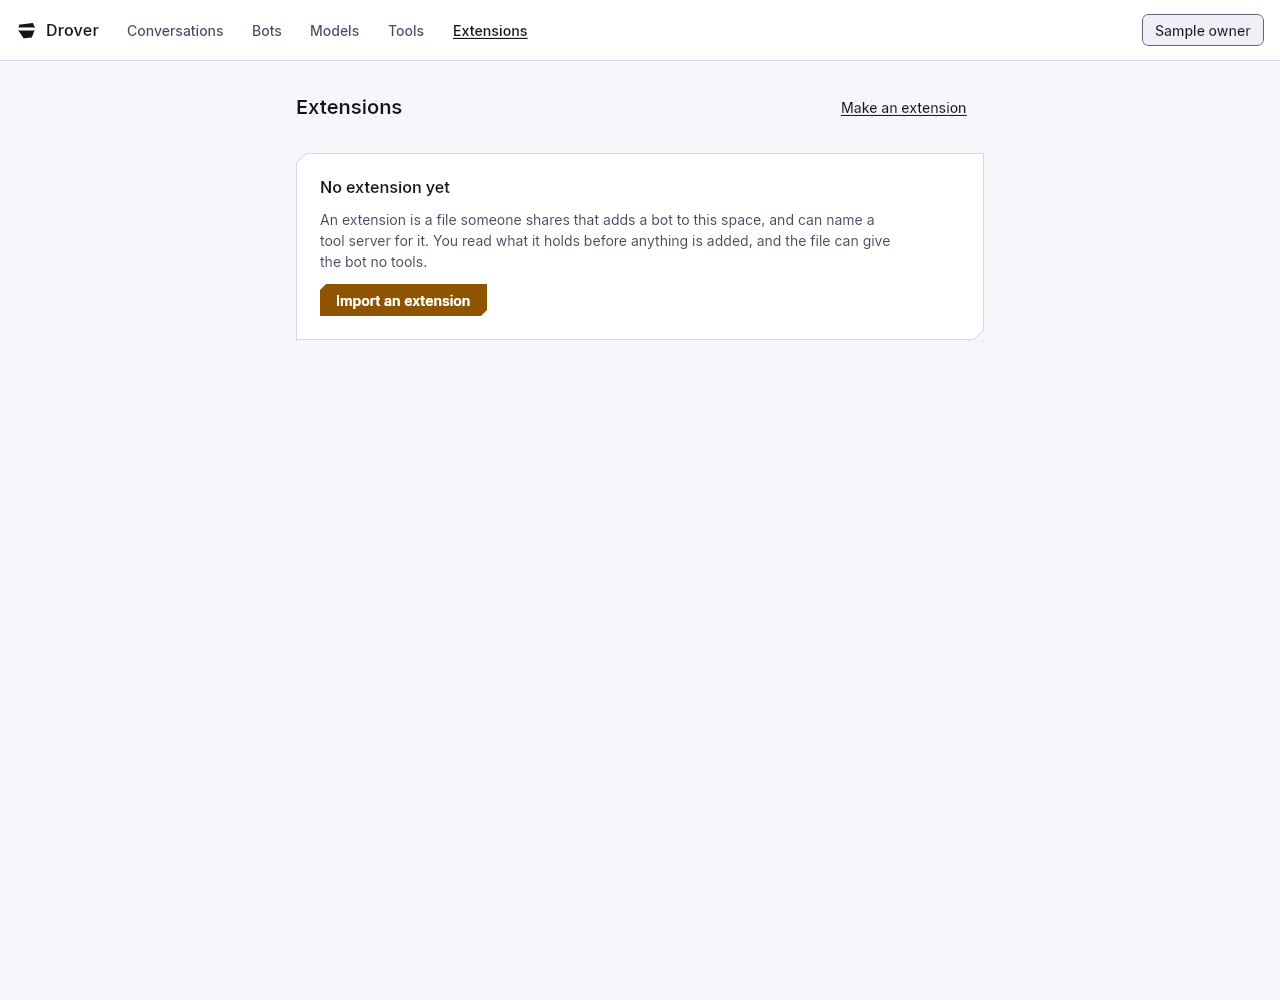 Drover
Conversations
Bots
Models
Tools
Extensions
Sample owner
Extensions
Make an extension
No extension yet
An extension is a file someone shares that adds a bot to this space, and can name a
tool server for it. You read what it holds before anything is added, and the file can give
the bot no tools.
Import an extension